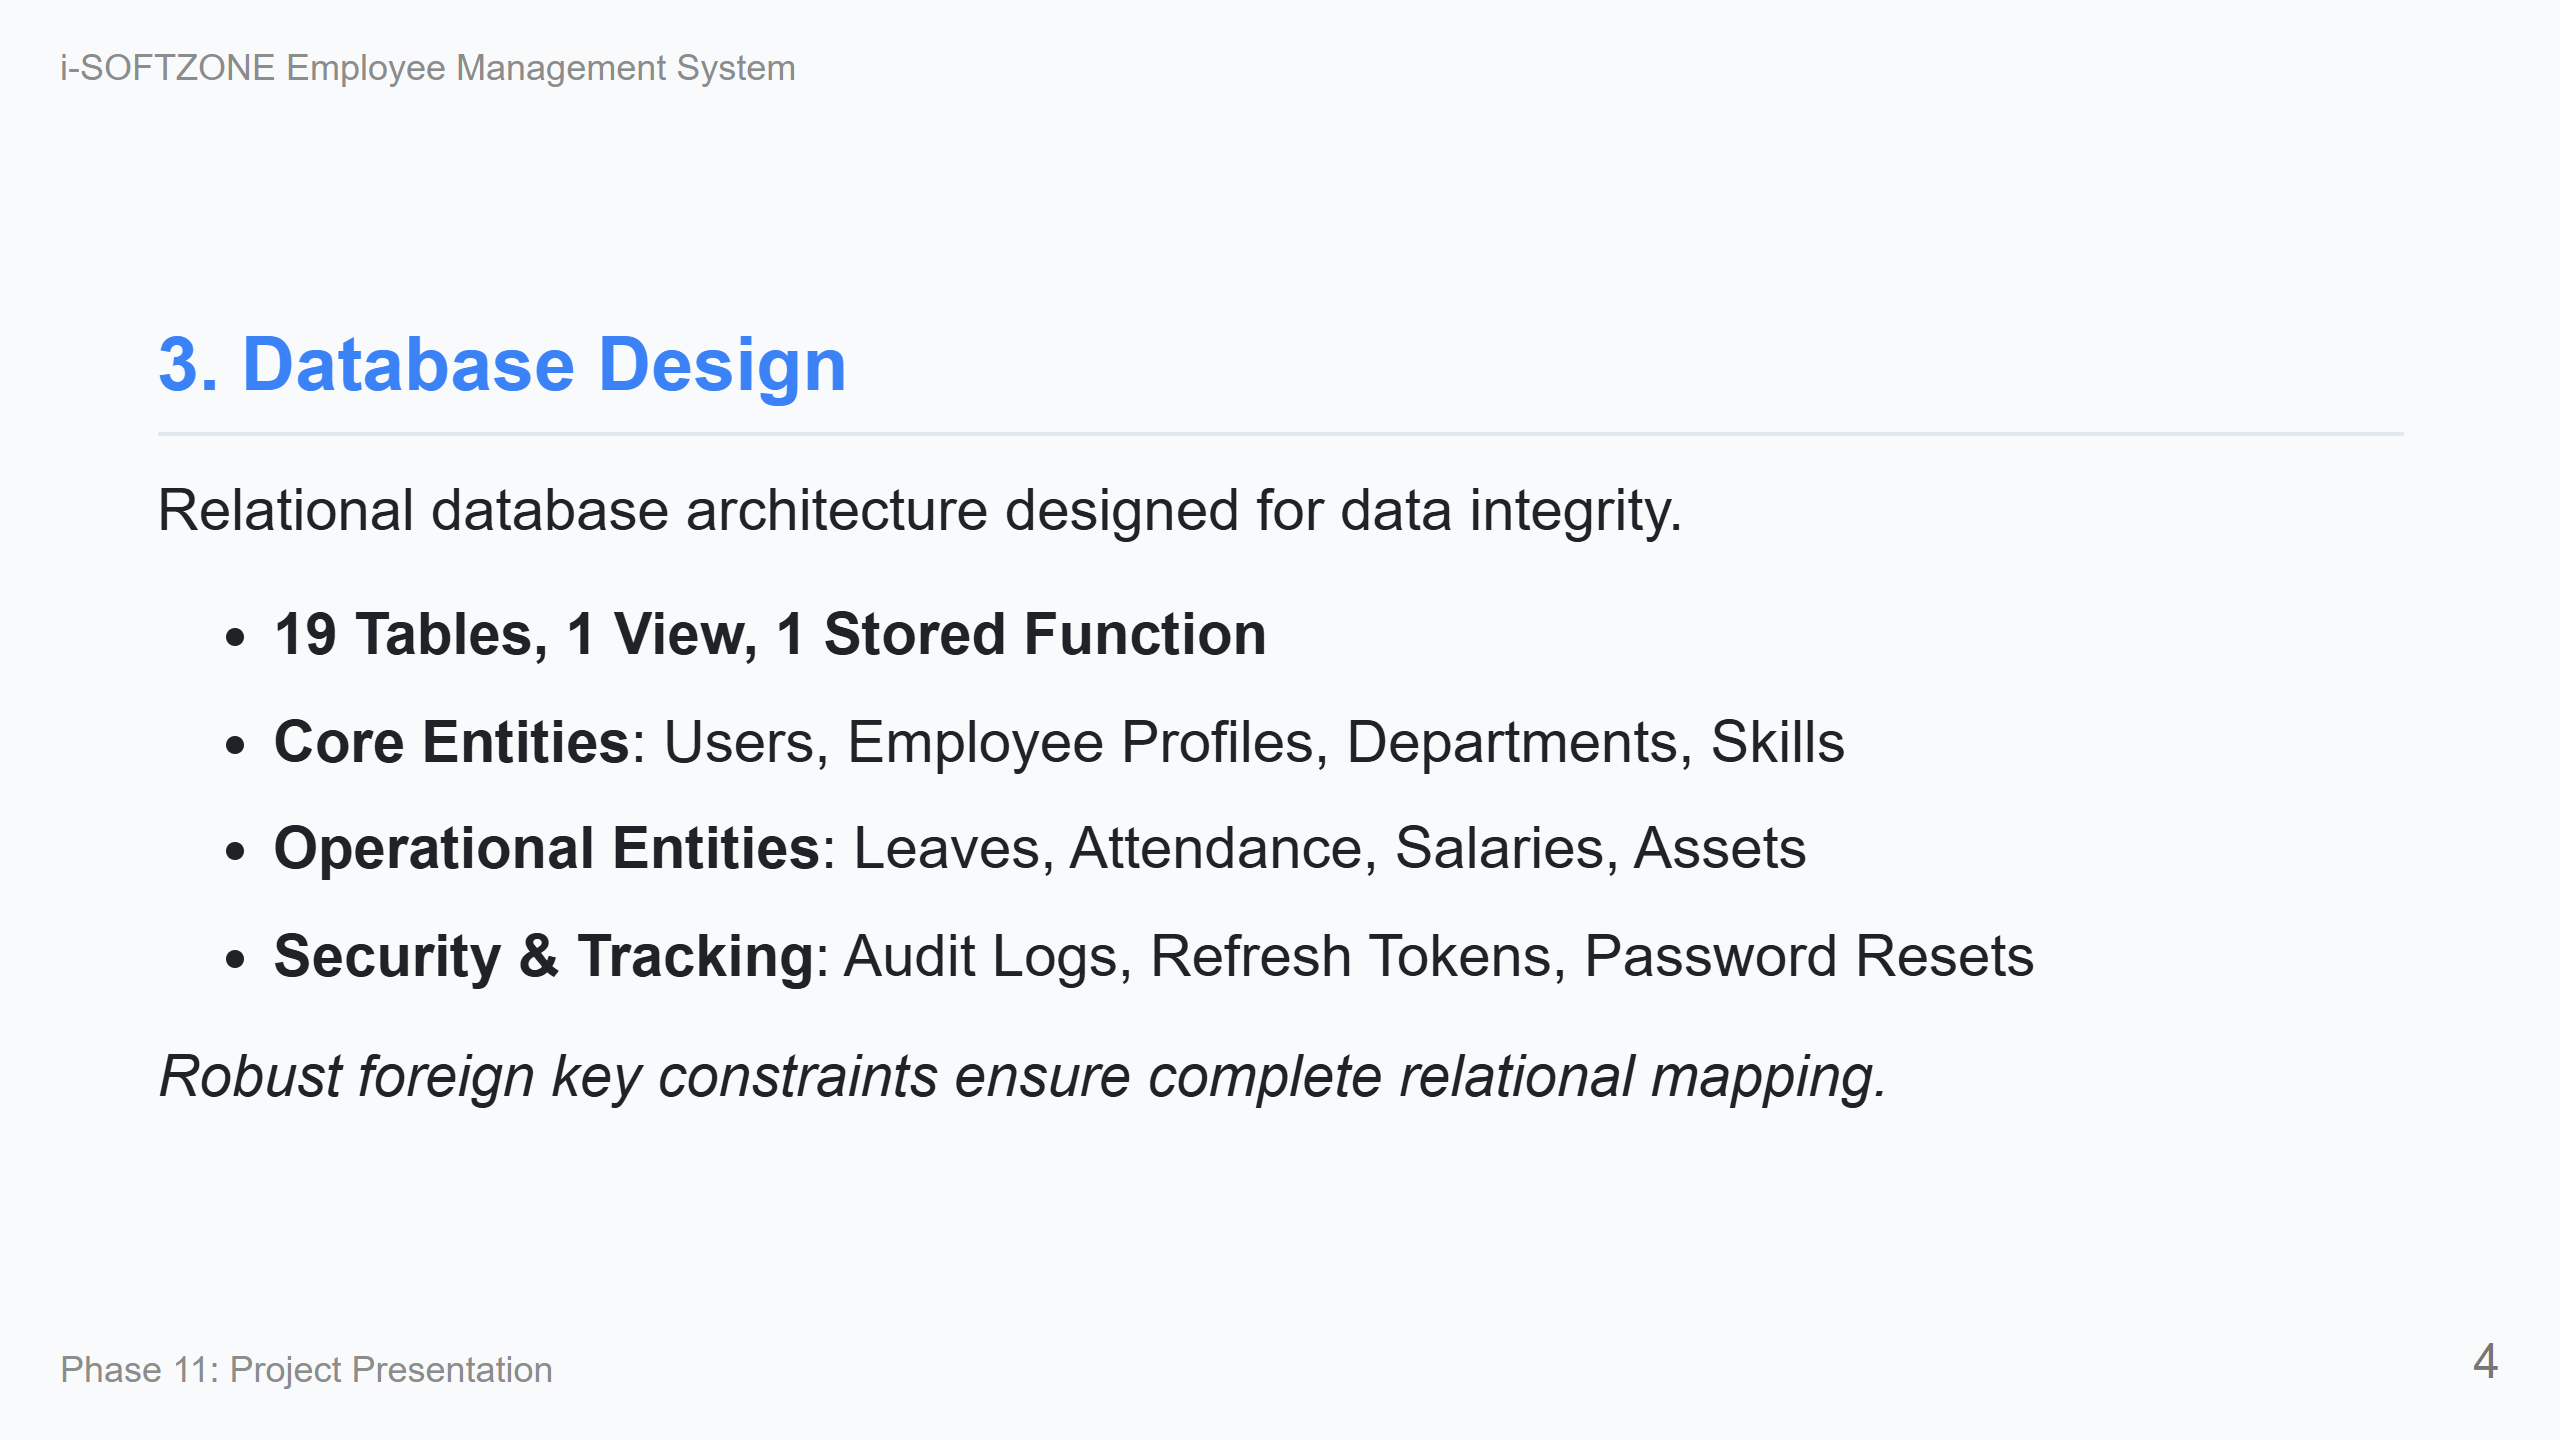 i-SOFTZONE Employee Management System
3. Database Design
Relational database architecture designed for data integrity.
• 19 Tables, 1 View, 1 Stored Function
• Core Entities: Users, Employee Profiles, Departments, Skills
• Operational Entities: Leaves, Attendance, Salaries, Assets
• Security & Tracking: Audit Logs, Refresh Tokens, Password Resets
Robust foreign key constraints ensure complete relational mapping.
Phase 11: Project Presentation
4